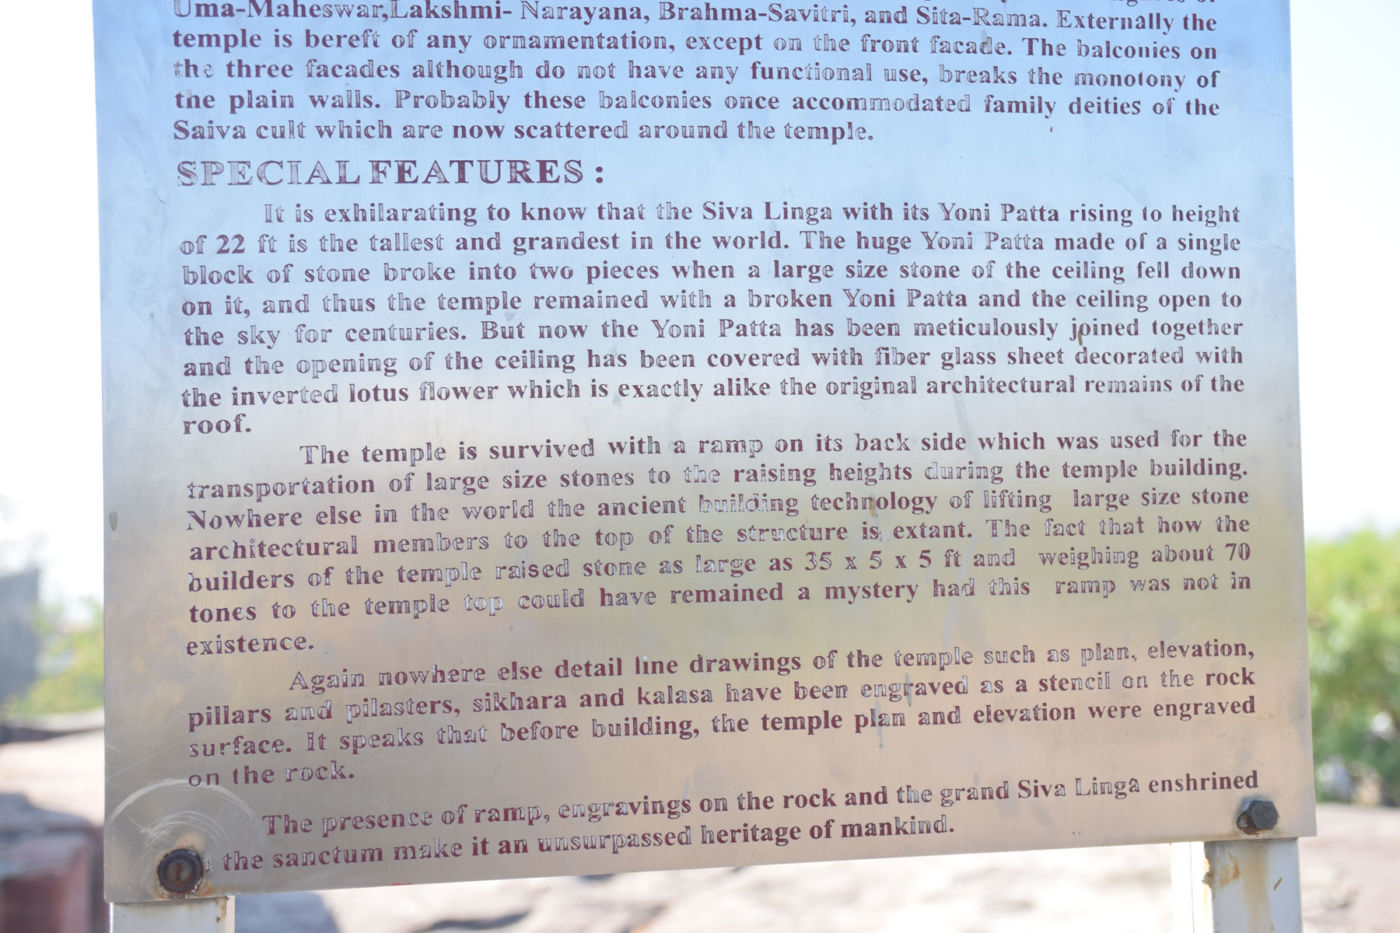 Uma-Maheswar,Lakshmi- Narayana, Brahma-Savitri, and Sita-Rama. Externally the
temple is bereft of any ornamentation, except on the front facade. The balconies on
the three facades although do not have any functional use, breaks the monotony of
the plain walls. Probably these balconies once accommodated family deities of the
Saiva cult which are now scattered around the temple.
SPECIAL FEATURES :
It is exhilarating to know that the Siva Linga with its Yoni Patta rising to height
of 22 ft is the tallest and grandest in the world. The huge Yoni Patta made of a single
block of stone broke into two pieces when a large size stone of the ceiling fell down
on it, and thus the temple remained with a broken Yoni Patta and the ceiling open to
the sky for centuries. But now the Yoni Patta has been meticulously joined together
and the opening of the ceiling has been covered with fiber glass sheet decorated with
the inverted lotus flower which is exactly alike the original architectural remains of the
roof.
The temple is survived with a ramp on its back side which was used for the
transportation of large size stones to the raising heights during the temple building.
Nowhere else in the world the ancient building technology of lifting large size stone
architectural members to the top of the structure is extant. The fact that how the
builders of the temple raised stone as large as 35 x 5 x 5 ft and weighing about 70
tones to the temple top could have remained a mystery had this ramp was not in
existence.
Again nowhere else detail line drawings of the temple such as plan, elevation,
pillars and pilasters, sikhara and kalasa have been engraved as a stencil on the rock
surface. It speaks that before building, the temple plan and elevation were engraved
on the rock.
The presence of ramp, engravings on the rock and the grand Siva Linga enshrined
the sanctum make it an unsurpassed heritage of mankind.